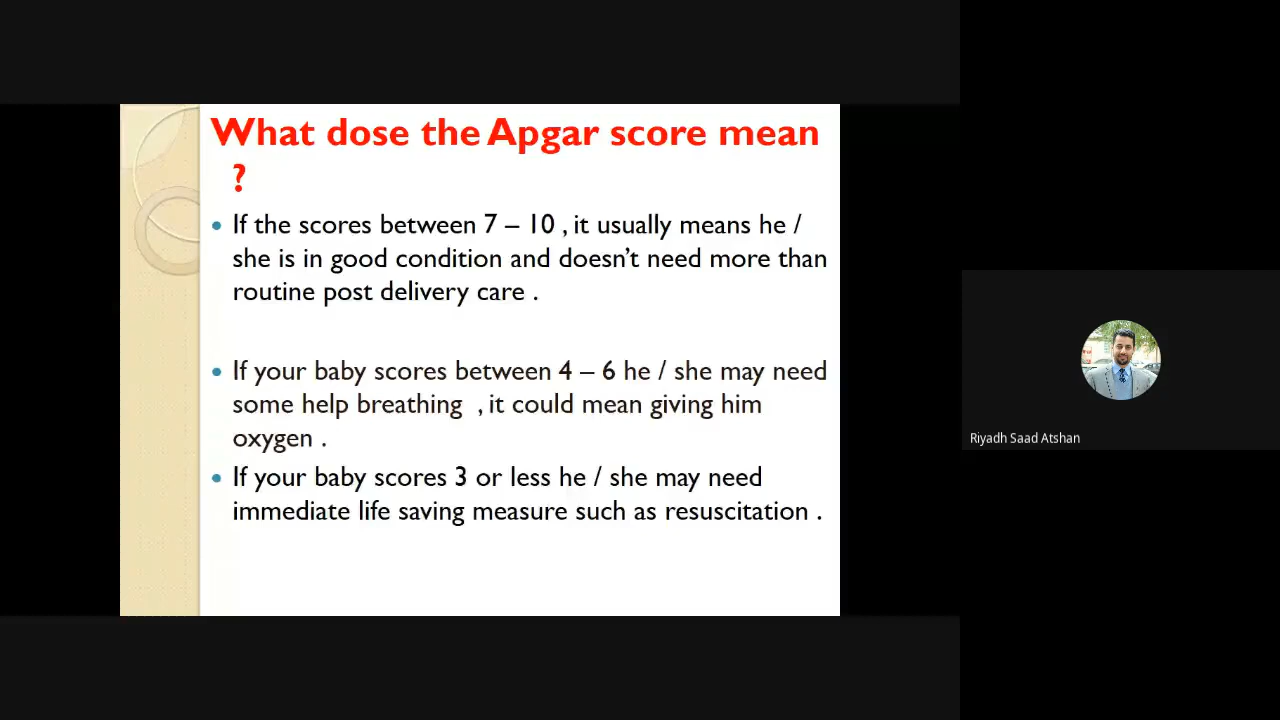 What dose the Apgar score mean
?
If the scores between 7 – 10 , it usually means he /
she is in good condition and doesn't need more than
routine post delivery care .
If your baby scores between 4 – 6 he / she may need
some help breathing , it could mean giving him
oxygen .
If your baby scores 3 or less he / she may need
immediate life saving measure such as resuscitation .
Riyadh Saad Atshan